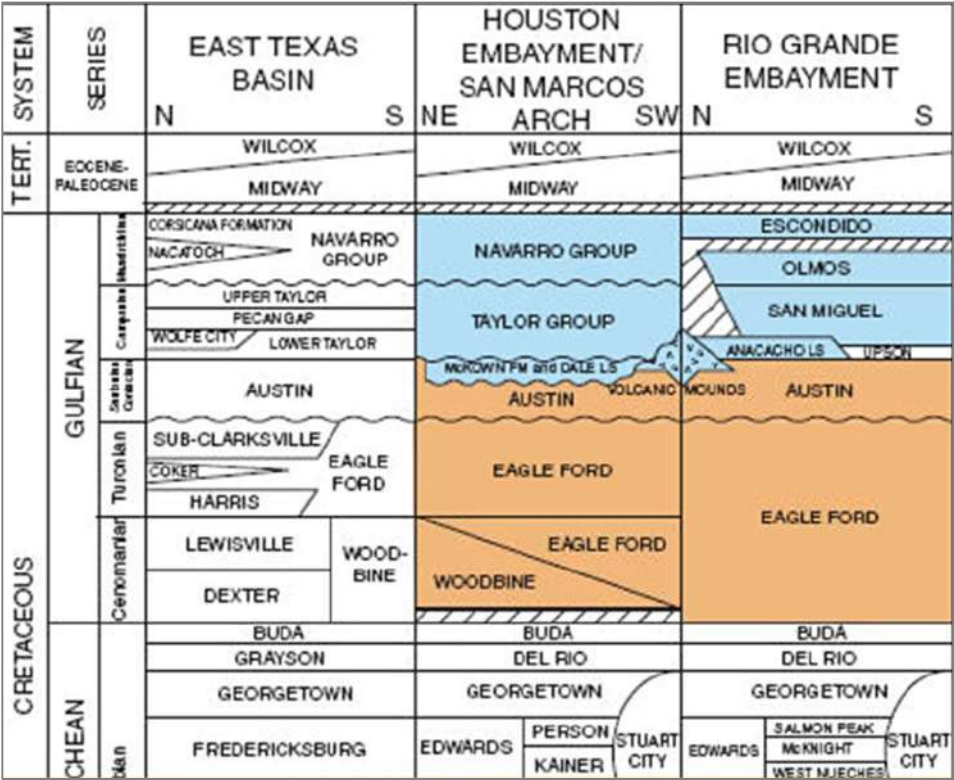 SYSTEM
SERIES
EAST TEXAS
BASIN
N S
HOUSTON
EMBAYMENT/
SAN MARCOS
NE ARCH SW
RIO GRANDE
EMBAYMENT
N S
TERT.
EOCENE-
PALEOCENE
WILCOX
MIDWAY
WILCOX
MIDWAY
WILCOX
MIDWAY
CRETACEOUS
GULFIAN
CORSICANA FORMATION
NACATOCH
NAVARRO
GROUP
NAVARRO GROUP
ESCONDIDO
OLMOS
Campanian
UPPER TAYLOR
PECAN GAP
WOLFE CITY
LOWER TAYLOR
TAYLOR GROUP
SAN MIGUEL
ANACACHO LS
UPSON
AUSTIN
McKOWN FM and DALE LS
AUSTIN
VOLCANIC MOUNDS
AUSTIN
Turonian
SUB-CLARKSVILLE
COKER
HARRIS
EAGLE
FORD
EAGLE FORD
EAGLE FORD
Cenomanian
LEWISVILLE
DEXTER
WOOD-
BINE
EAGLE FORD
WOODBINE
CHEAN
bian
BUDA
GRAYSON
GEORGETOWN
FREDERICKSBURG
BUDA
DEL RIO
GEORGETOWN
EDWARDS
PERSON
KAINER
STUART
CITY
BUDA
DEL RIO
GEORGETOWN
EDWARDS
SALMON PEAK
McKNIGHT
WEST NUECHES
STUART
CITY